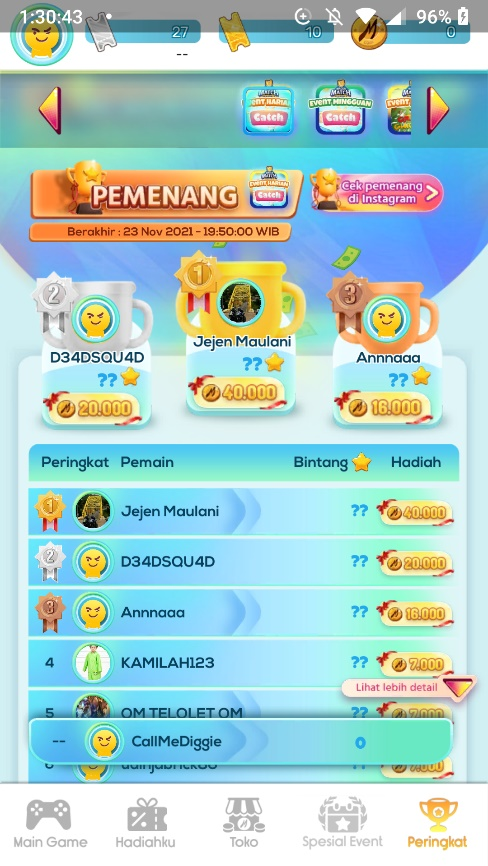 1:30:43
96%
27
10
0
--
MATCH
EVENT HARIAN
Catch
MATCH
EVENT MINGGUAN
Catch
PEMENANG
MATCH
EVENT HARIAN
Catch
Cek pemenang
di Instagram
Berakhir : 23 Nov 2021 - 19:50:00 WIB
2
1
3
D34DSQU4D
Jejen Maulani
Annnaaa
??
??
??
20.000
40.000
16.000
Peringkat Pemain Bintang Hadiah
1 Jejen Maulani ?? 40.000
2 D34DSQU4D ?? 20.000
3 Annnaaa ?? 16.000
4 KAMILAH123 ?? 7.000
Lihat lebih detail
5 OM TELOLET OM ?? 7.000
-- CallMeDiggie 0
7.000
Main Game Hadiahku Toko Spesial Event Peringkat